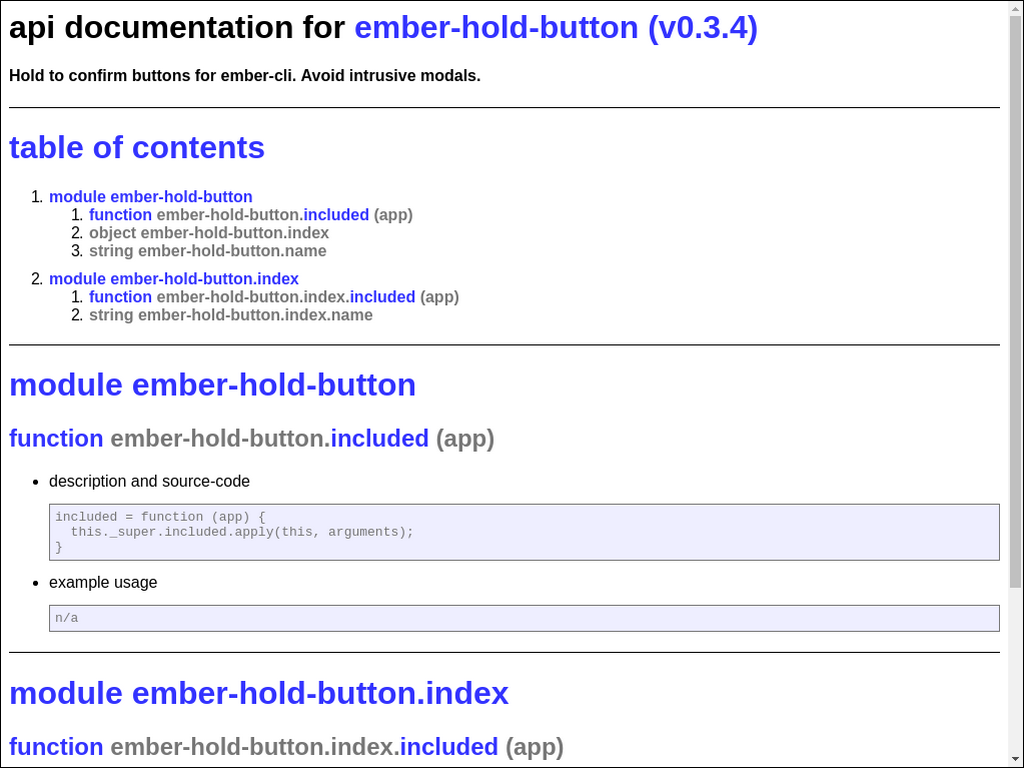 api documentation for ember-hold-button (v0.3.4)
Hold to confirm buttons for ember-cli. Avoid intrusive modals.
table of contents
1. module ember-hold-button
1. function ember-hold-button.included (app)
2. object ember-hold-button.index
3. string ember-hold-button.name
2. module ember-hold-button.index
1. function ember-hold-button.index.included (app)
2. string ember-hold-button.index.name
module ember-hold-button
function ember-hold-button.included (app)
• description and source-code
included = function (app) {
  this._super.included.apply(this, arguments);
}
• example usage
n/a
module ember-hold-button.index
function ember-hold-button.index.included (app)